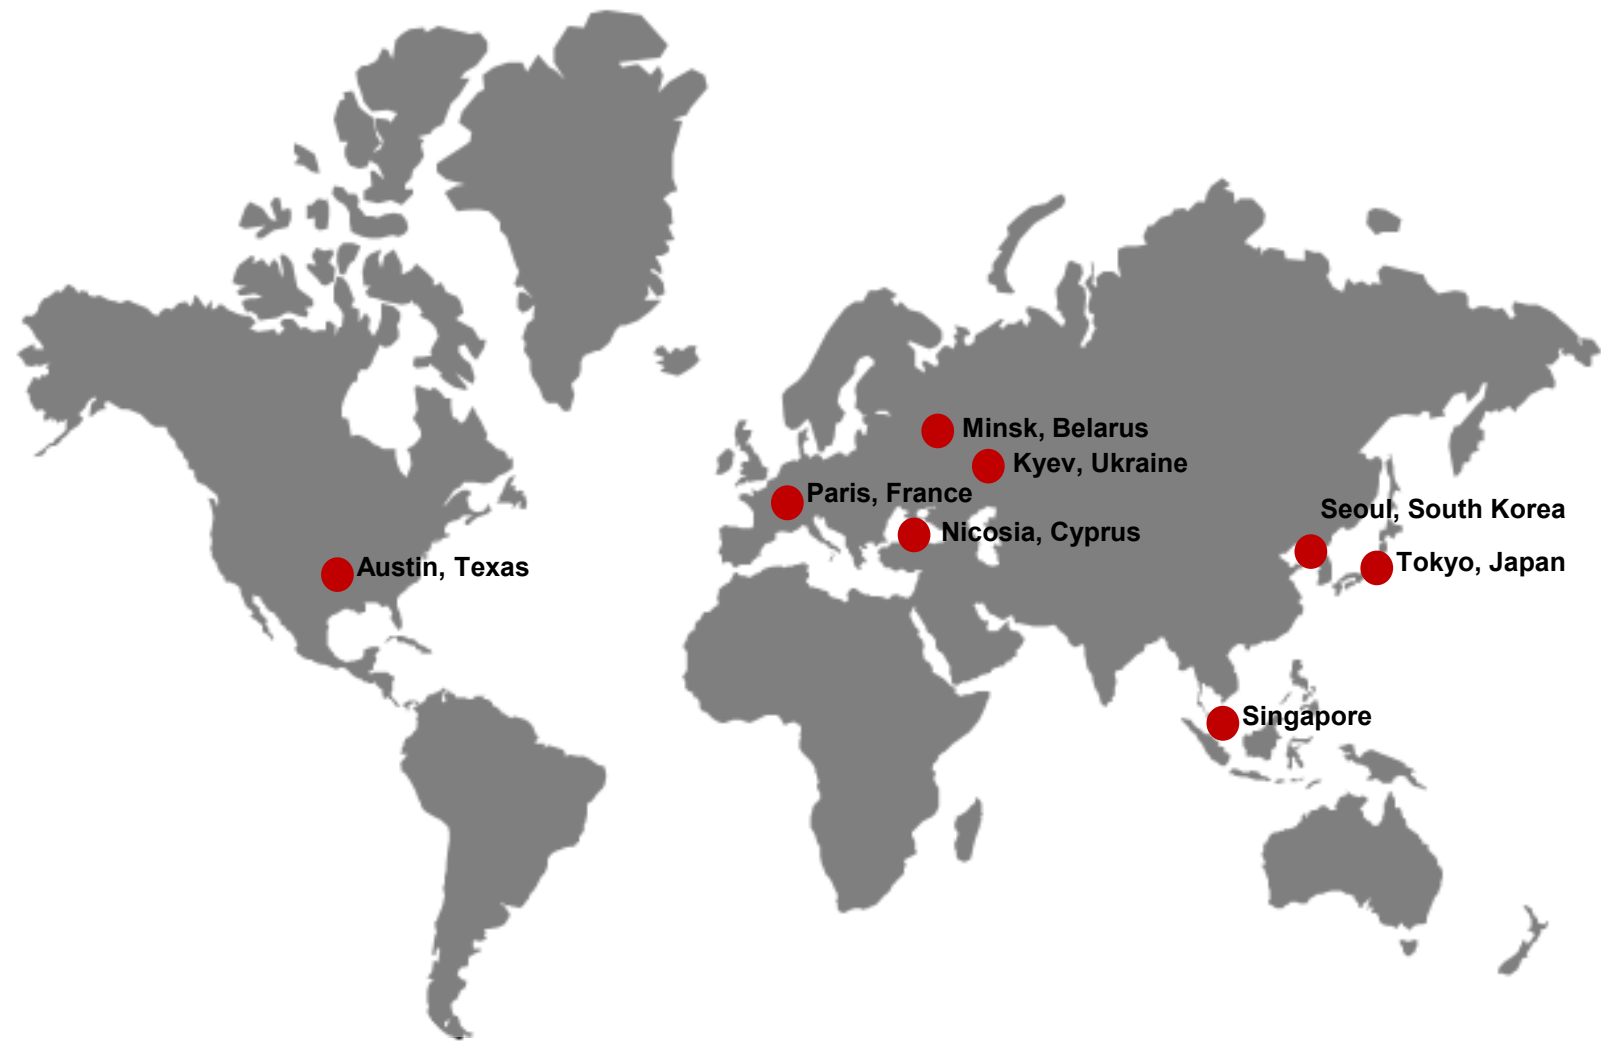 Minsk, Belarus
Kyev, Ukraine
Paris, France
Seoul, South Korea
Nicosia, Cyprus
Tokyo, Japan
Austin, Texas
Singapore